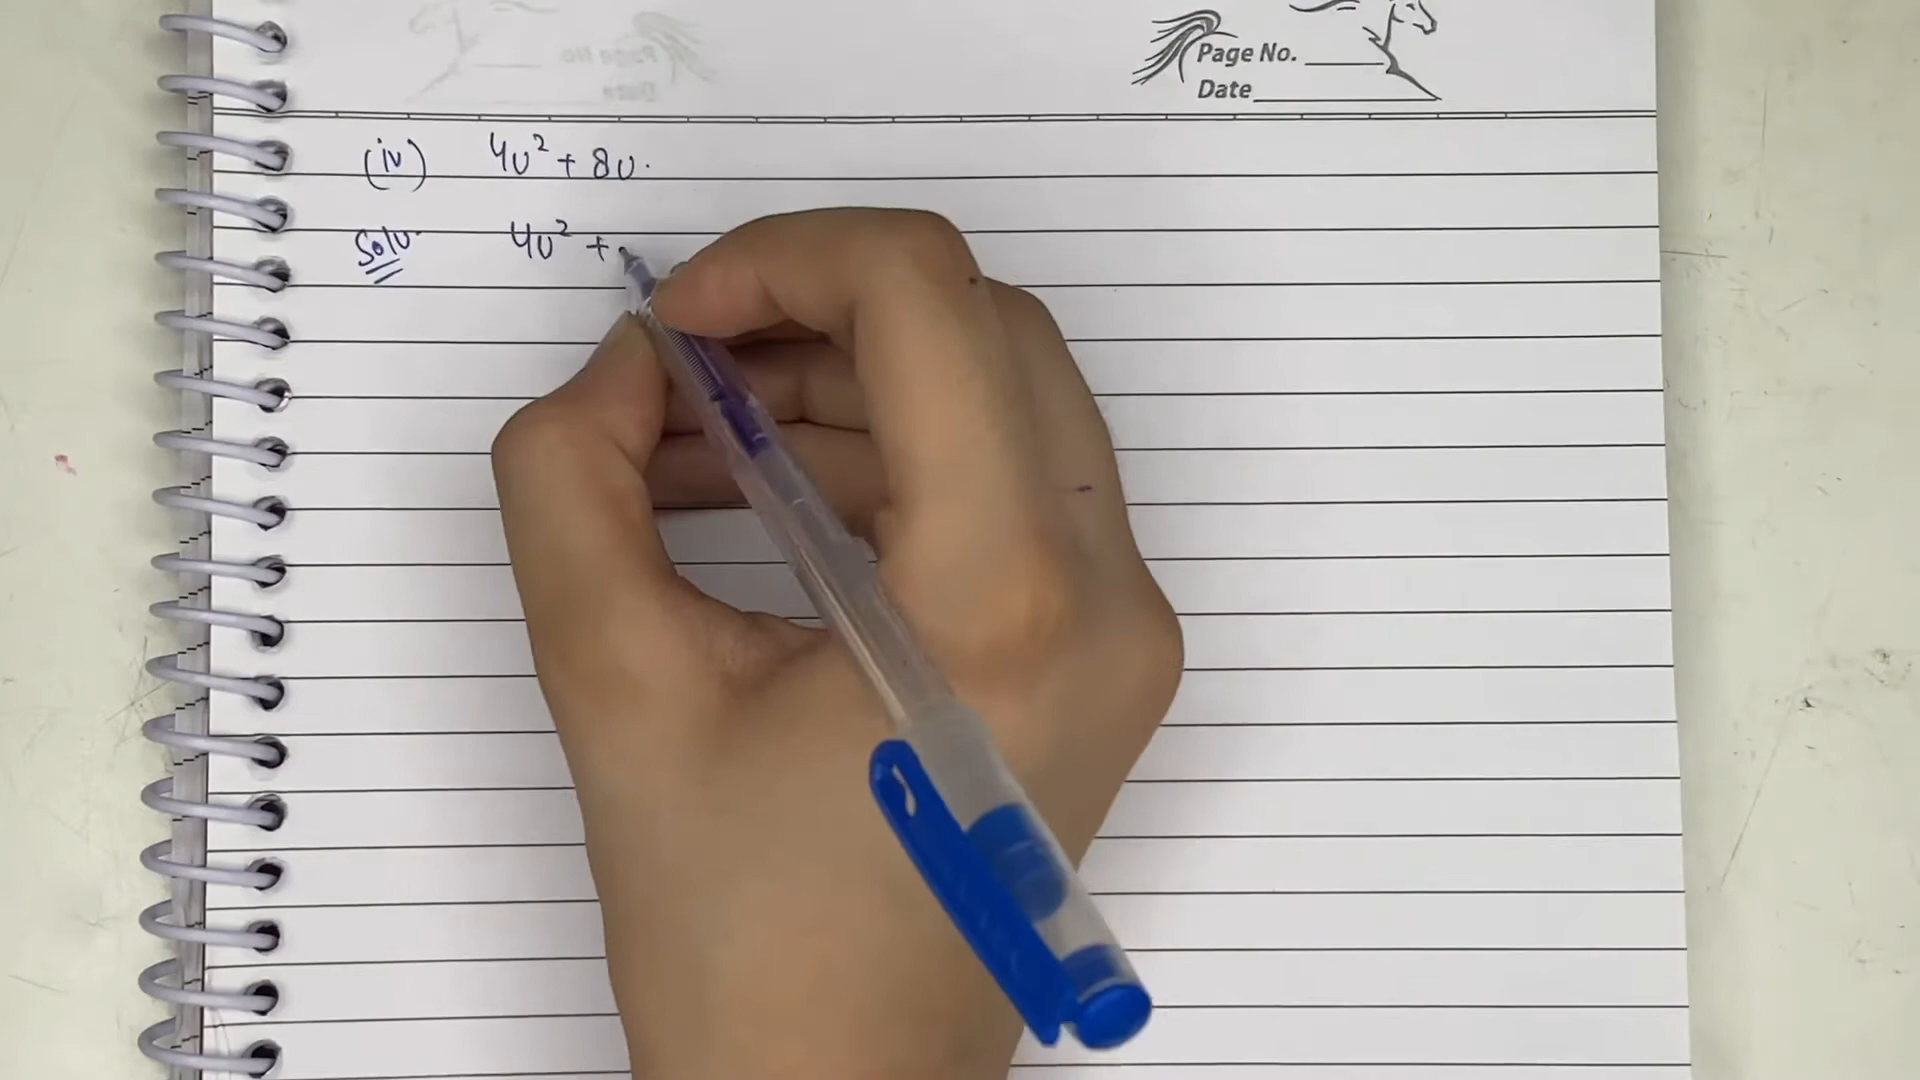 Page No.
Date
(iv) 4u² + 8u.
Solu. 4u² +